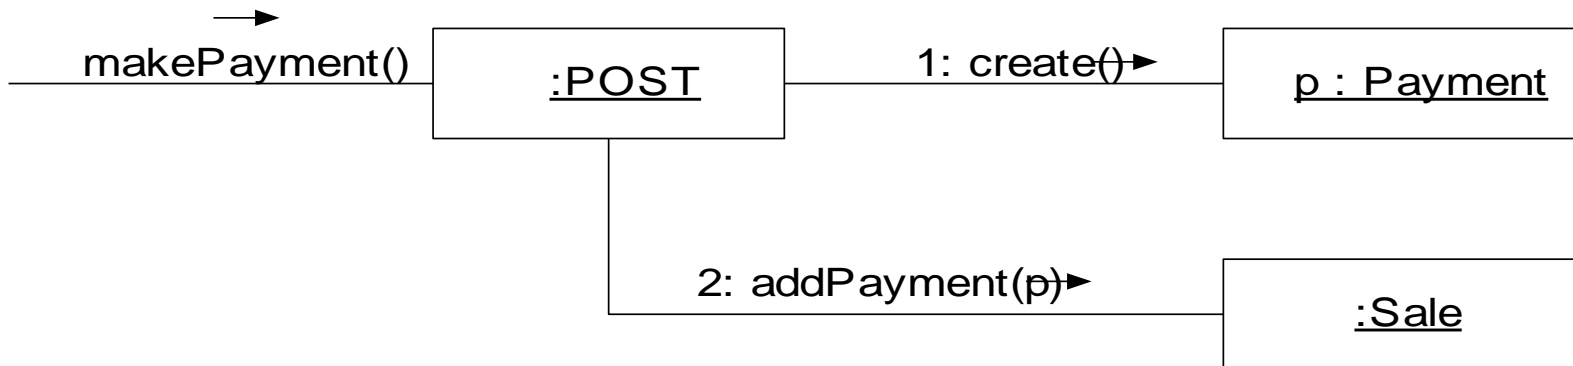 makePayment()
:POST
1: create()
p : Payment
2: addPayment(p)
:Sale